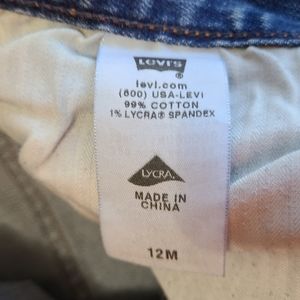 LEVI'S
®
levi.com
(800) USA-LEVI
99% COTTON
1% LYCRA® SPANDEX
LYCRA.
MADE IN
CHINA
12M